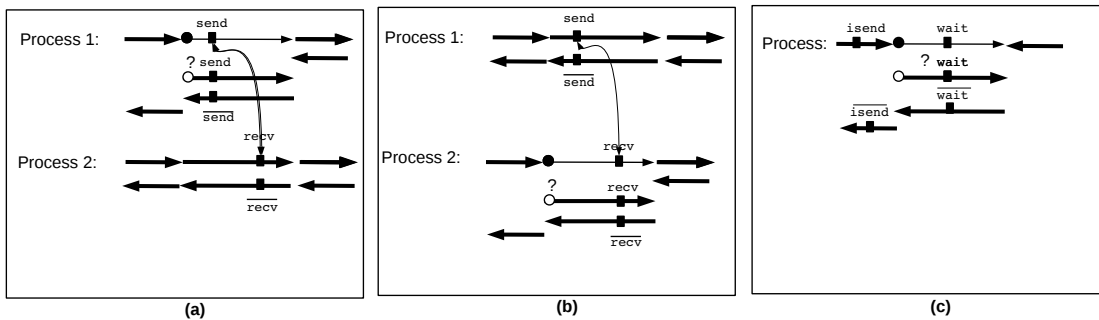 send
Process 1:
? send
send
recv
Process 2:
recv
(a)
send
Process 1:
send
Process 2:
recv
?
recv
recv
(b)
isend
wait
Process:
? wait
wait
isend
(c)